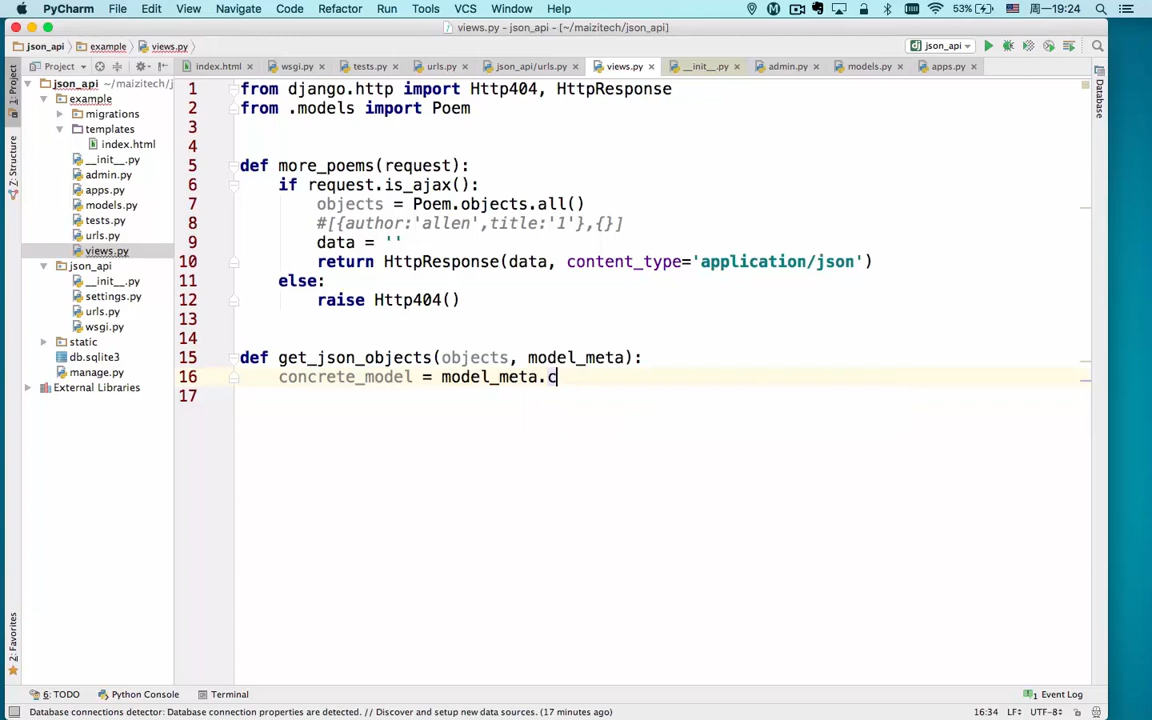 PyCharm File Edit View Navigate Code Refactor Run Tools VCS Window Help 53% 周一19:24
views.py - json_api - [~/maizitech/json_api]
json_api example views.py json_api
Project index.html wsgi.py tests.py urls.py json_api/urls.py views.py __init__.py admin.py models.py apps.py
1: Project
Z: Structure
2: Favorites
Database
json_api ~/maizitech/j
example
migrations
templates
index.html
__init__.py
admin.py
apps.py
models.py
tests.py
urls.py
views.py
json_api
__init__.py
settings.py
urls.py
wsgi.py
static
db.sqlite3
manage.py
External Libraries
1 from django.http import Http404, HttpResponse
2 from .models import Poem
3
4
5 def more_poems(request):
6 if request.is_ajax():
7 objects = Poem.objects.all()
8 #[{author:'allen',title:'1'},{}]
9 data = ''
10 return HttpResponse(data, content_type='application/json')
11 else:
12 raise Http404()
13
14
15 def get_json_objects(objects, model_meta):
16 concrete_model = model_meta.c
17
6: TODO Python Console Terminal 1 Event Log
Database connections detector: Database connection properties are detected. // Discover and setup new data sources. (17 minutes ago) 16:34 LF÷ UTF-8÷